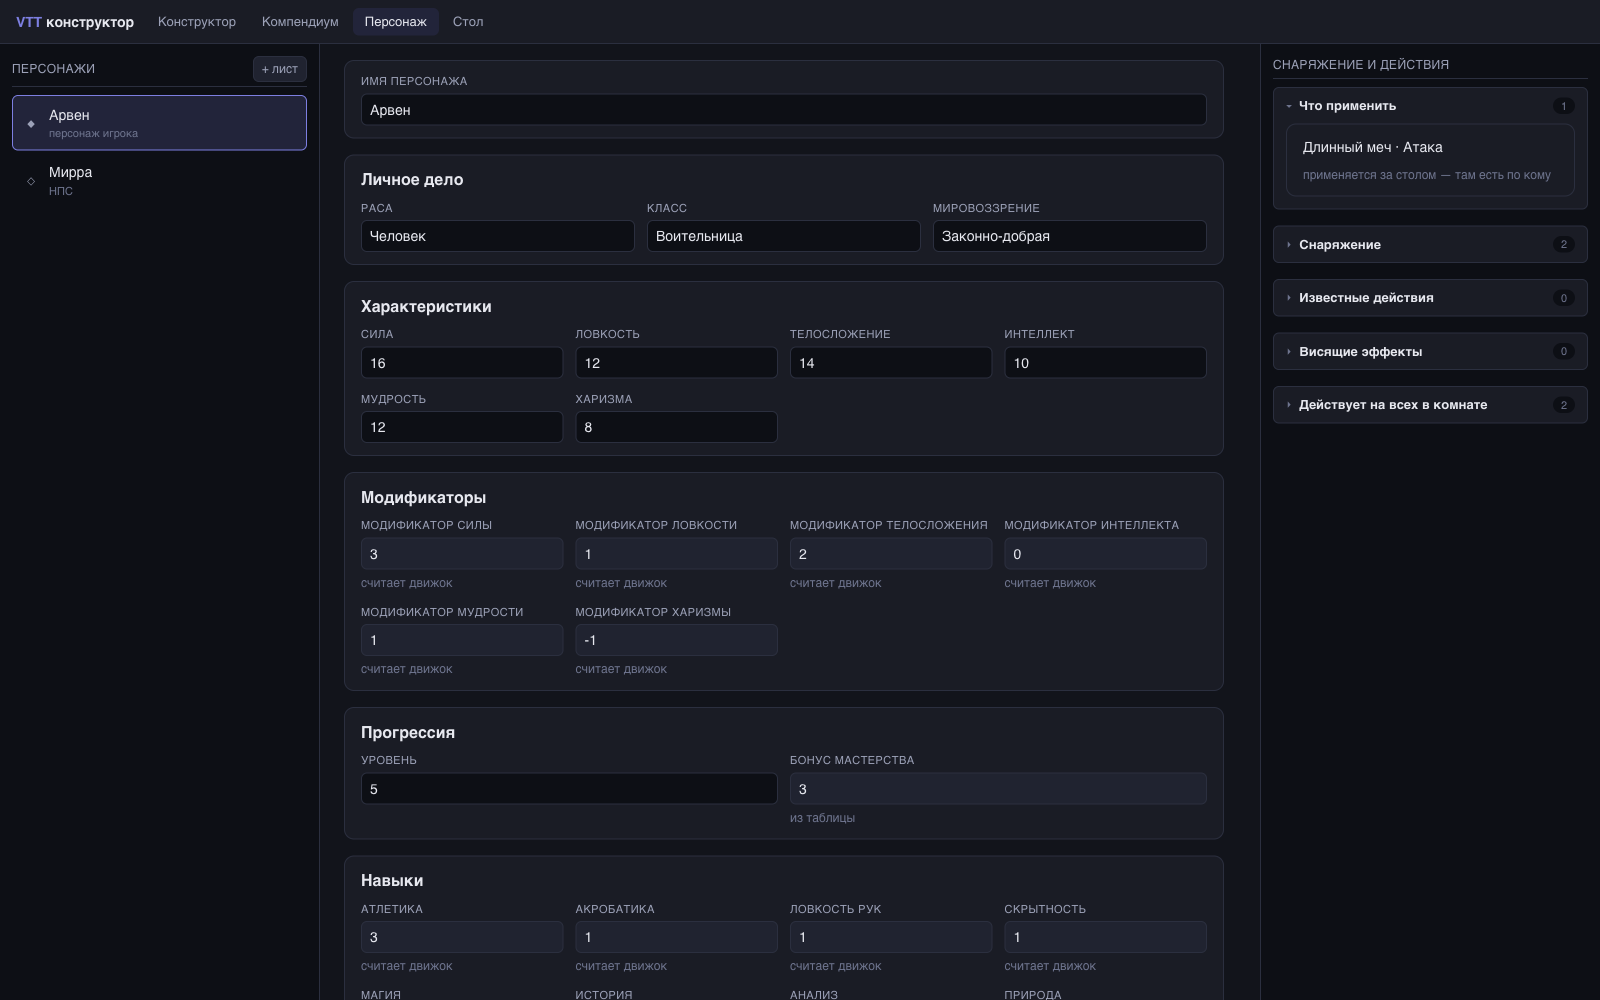 VTT конструктор Конструктор Компендиум Персонаж Стол
ПЕРСОНАЖИ
+ лист
Арвен
персонаж игрока
Мирра
НПС
ИМЯ ПЕРСОНАЖА
Арвен
Личное дело
РАСА КЛАСС МИРОВОЗЗРЕНИЕ
Человек Воительница Законно-добрая
Характеристики
СИЛА ЛОВКОСТЬ ТЕЛОСЛОЖЕНИЕ ИНТЕЛЛЕКТ
16 12 14 10
МУДРОСТЬ ХАРИЗМА
12 8
Модификаторы
МОДИФИКАТОР СИЛЫ МОДИФИКАТОР ЛОВКОСТИ МОДИФИКАТОР ТЕЛОСЛОЖЕНИЯ МОДИФИКАТОР ИНТЕЛЛЕКТА
3 1 2 0
считает движок считает движок считает движок считает движок
МОДИФИКАТОР МУДРОСТИ МОДИФИКАТОР ХАРИЗМЫ
1 -1
считает движок считает движок
Прогрессия
УРОВЕНЬ БОНУС МАСТЕРСТВА
5 3
из таблицы
Навыки
АТЛЕТИКА АКРОБАТИКА ЛОВКОСТЬ РУК СКРЫТНОСТЬ
3 1 1 1
считает движок считает движок считает движок считает движок
МАГИЯ ИСТОРИЯ АНАЛИЗ ПРИРОДА
СНАРЯЖЕНИЕ И ДЕЙСТВИЯ
Что применить 1
Длинный меч · Атака
применяется за столом — там есть по кому
Снаряжение 2
Известные действия 0
Висящие эффекты 0
Действует на всех в комнате 2